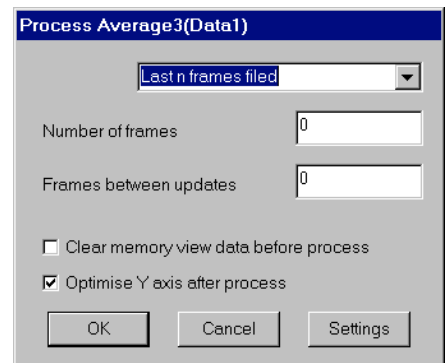 Process Average3(Data1)
Last n frames filed
Number of frames
0
Frames between updates
0
Clear memory view data before process
Optimise Y axis after process
OK Cancel Settings